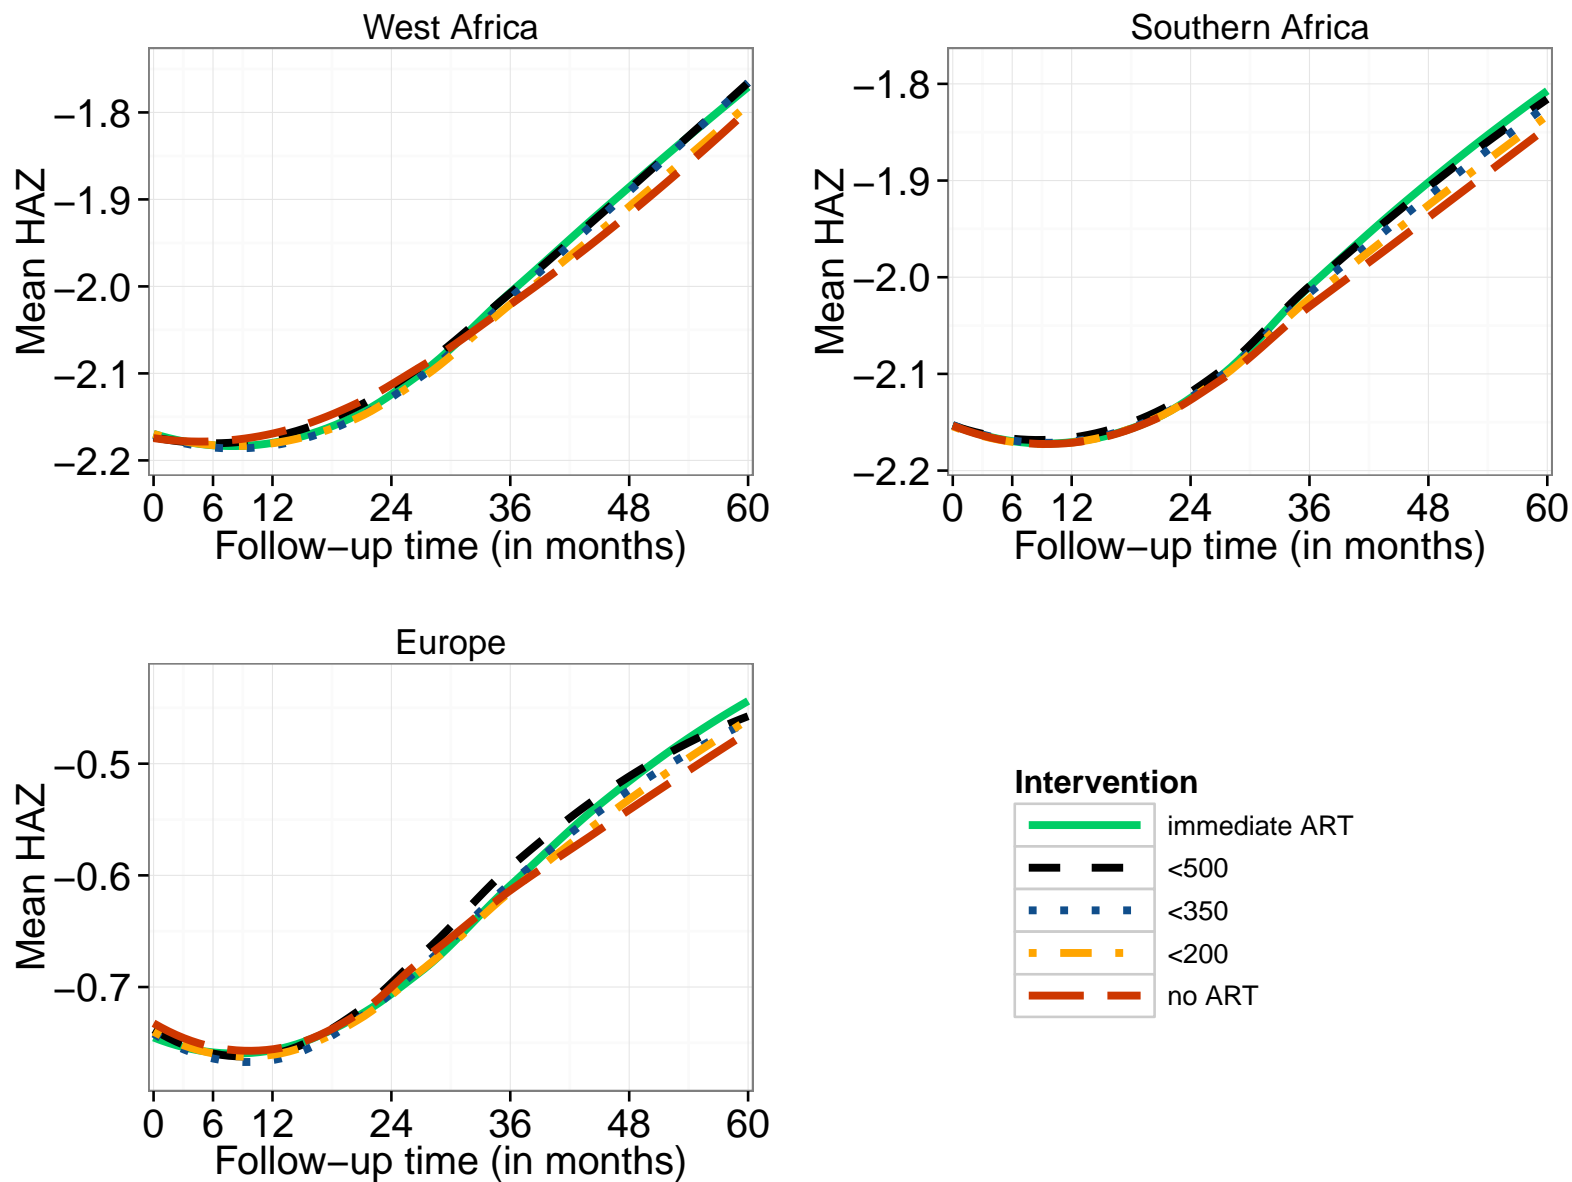 West Africa
Mean HAZ
−1.8
−1.9
−2.0
−2.1
−2.2
0 6 12 24 36 48 60
Follow−up time (in months)
Southern Africa
Mean HAZ
−1.8
−1.9
−2.0
−2.1
−2.2
0 6 12 24 36 48 60
Follow−up time (in months)
Europe
Mean HAZ
−0.5
−0.6
−0.7
0 6 12 24 36 48 60
Follow−up time (in months)
Intervention
immediate ART
<500
<350
<200
no ART